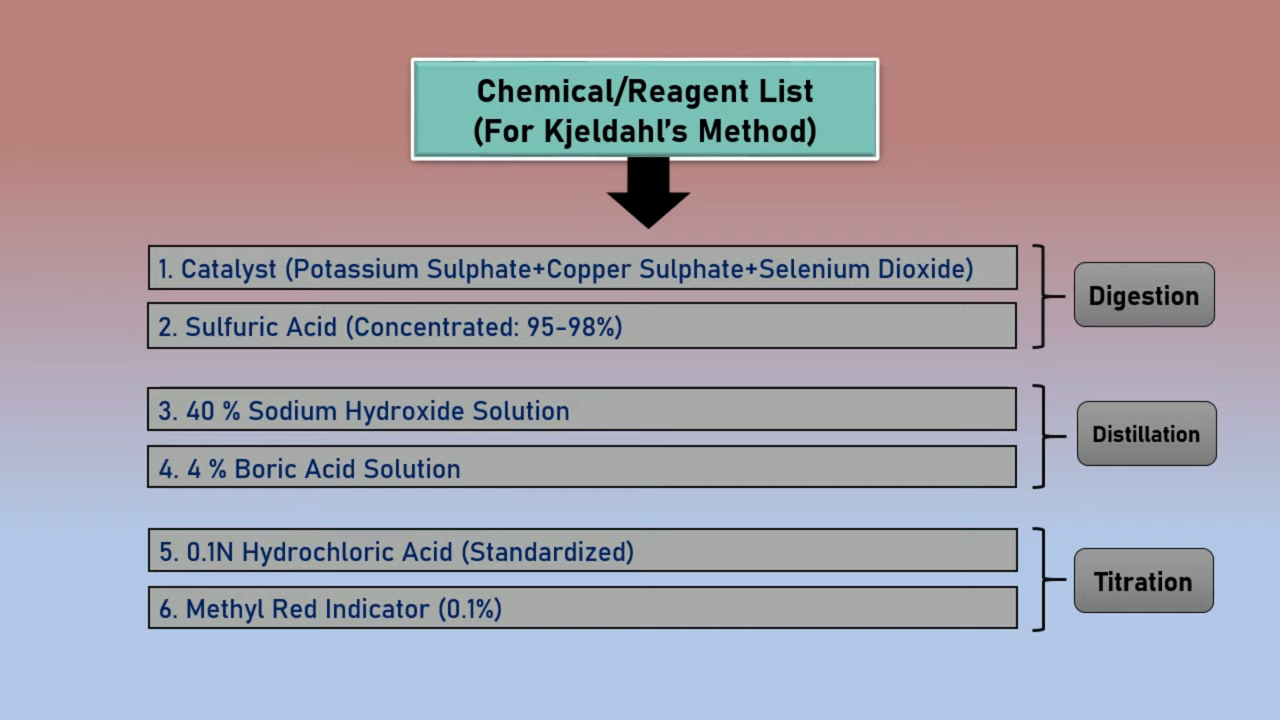 Chemical/Reagent List
(For Kjeldahl's Method)
1. Catalyst (Potassium Sulphate+Copper Sulphate+Selenium Dioxide)
2. Sulfuric Acid (Concentrated: 95-98%)
Digestion
3. 40 % Sodium Hydroxide Solution
4. 4 % Boric Acid Solution
Distillation
5. 0.1N Hydrochloric Acid (Standardized)
6. Methyl Red Indicator (0.1%)
Titration